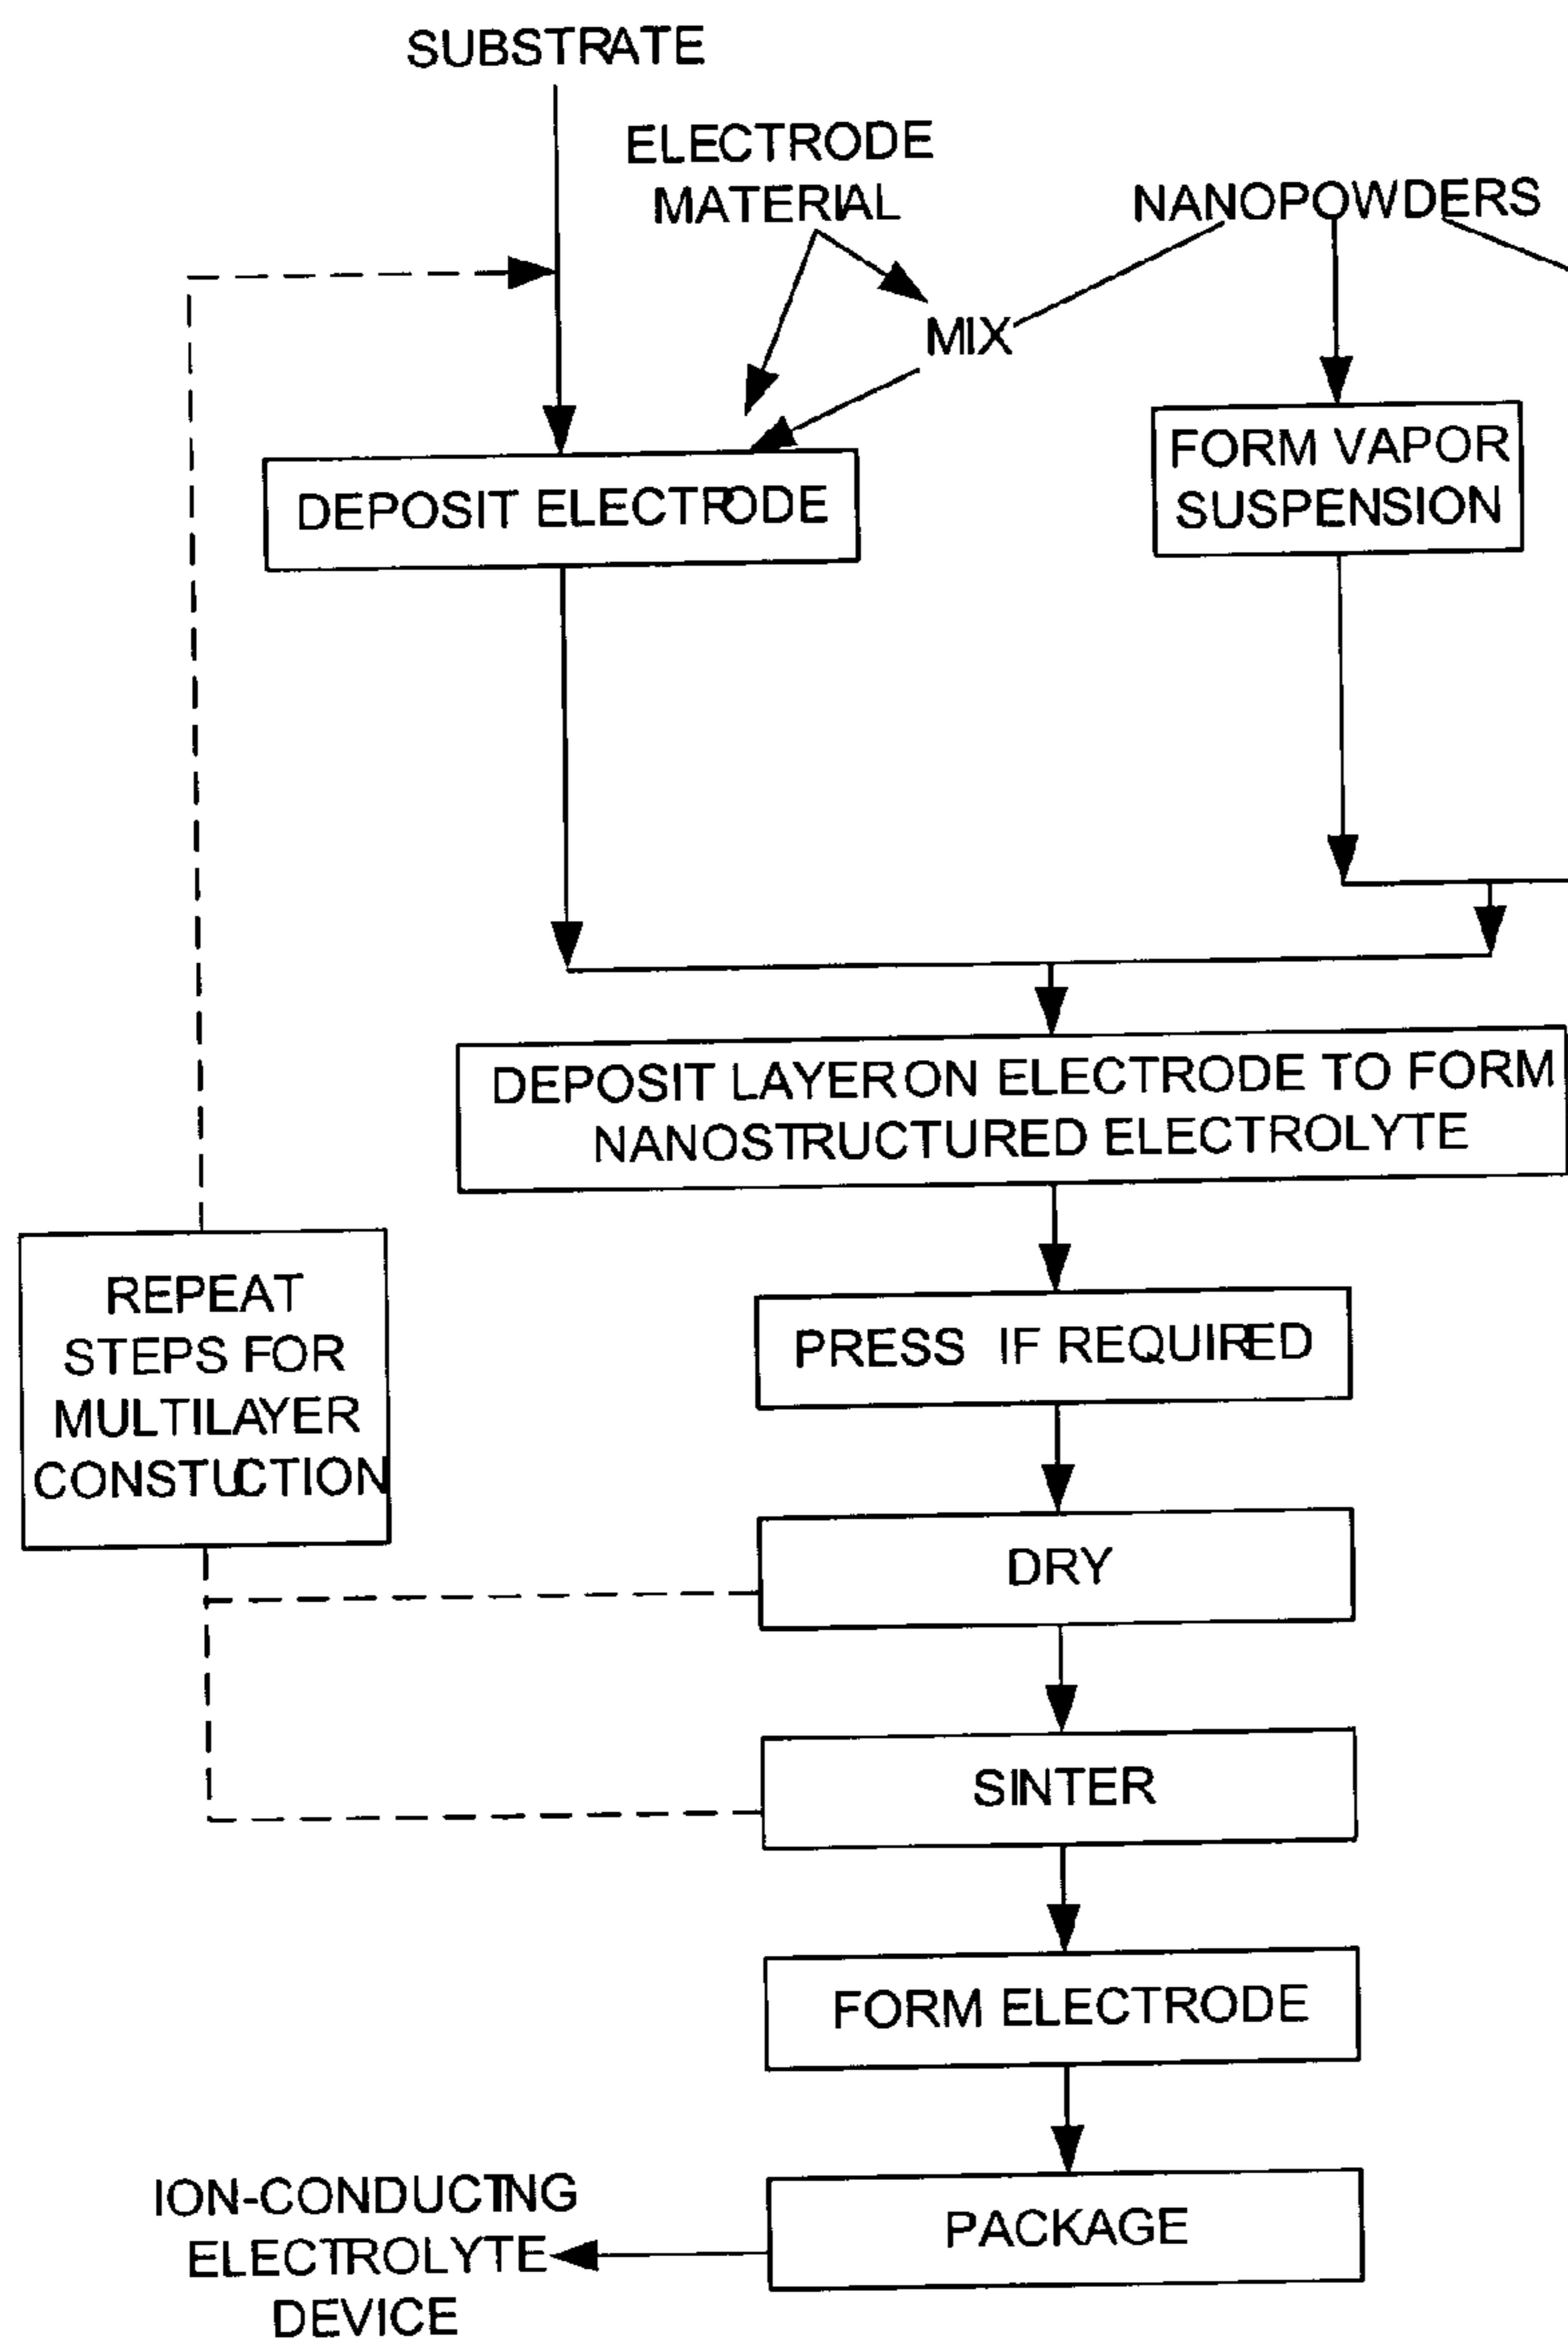 SUBSTRATE
ELECTRODE
MATERIAL
NANOPOWDERS
MIX
FORM VAPOR
SUSPENSION
DEPOSIT ELECTRODE
DEPOSIT LAYER ON ELECTRODE TO FORM
NANOSTRUCTURED ELECTROLYTE
REPEAT
STEPS FOR
MULTILAYER
CONSTUCTION
PRESS IF REQUIRED
DRY
SINTER
FORM ELECTRODE
PACKAGE
ION-CONDUCTING
ELECTROLYTE
DEVICE